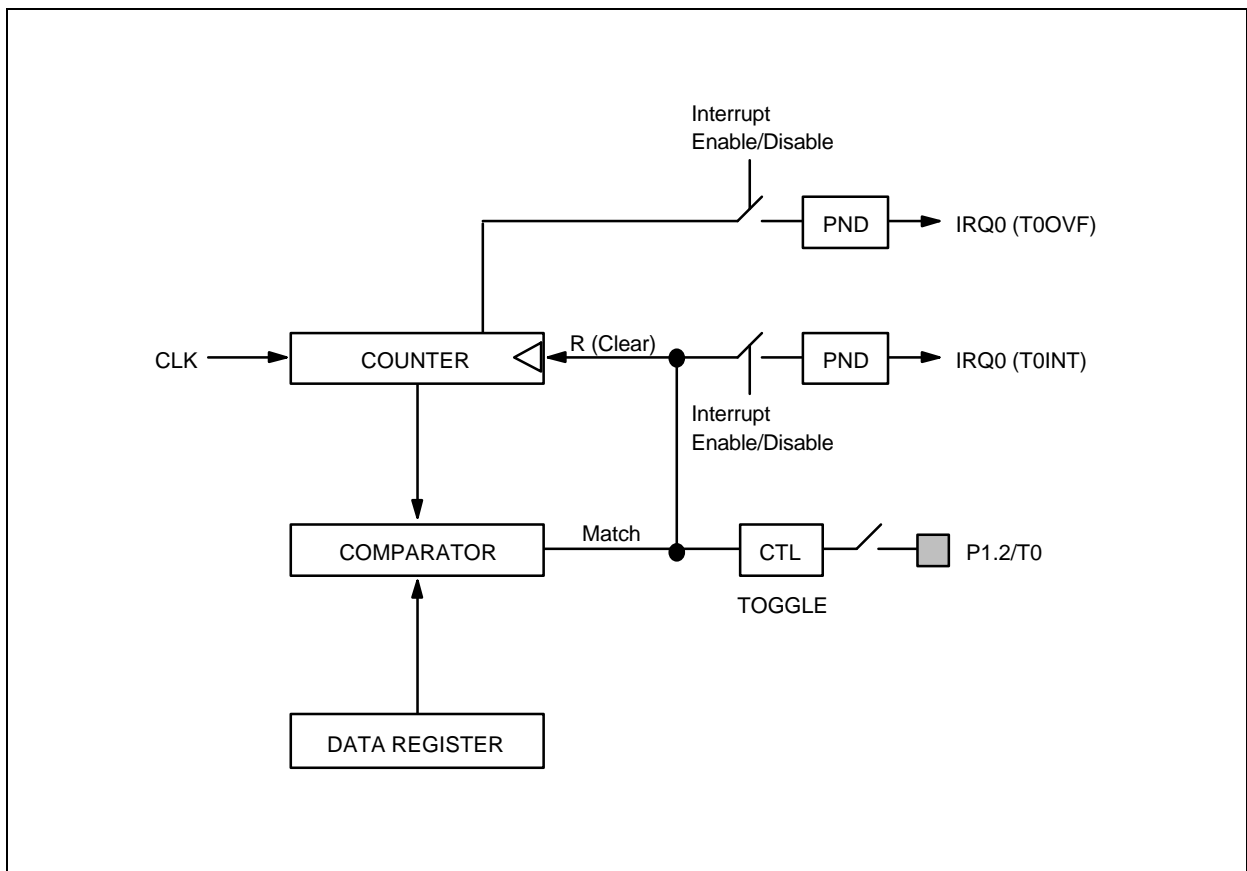 Interrupt
Enable/Disable
PND
IRQ0 (T0OVF)
CLK
COUNTER
R (Clear)
PND
IRQ0 (T0INT)
Interrupt
Enable/Disable
COMPARATOR
Match
CTL
P1.2/T0
TOGGLE
DATA REGISTER